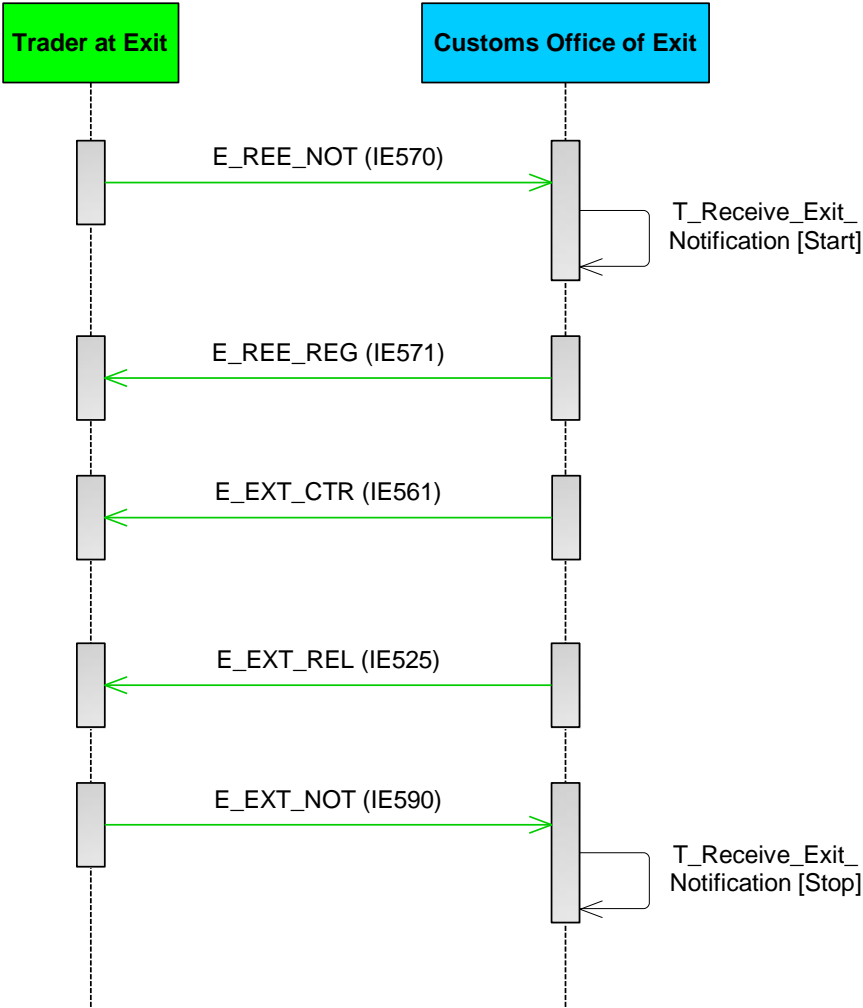 Trader at Exit
Customs Office of Exit
E_REE_NOT (IE570)
T_Receive_Exit_
Notification [Start]
E_REE_REG (IE571)
E_EXT_CTR (IE561)
E_EXT_REL (IE525)
E_EXT_NOT (IE590)
T_Receive_Exit_
Notification [Stop]